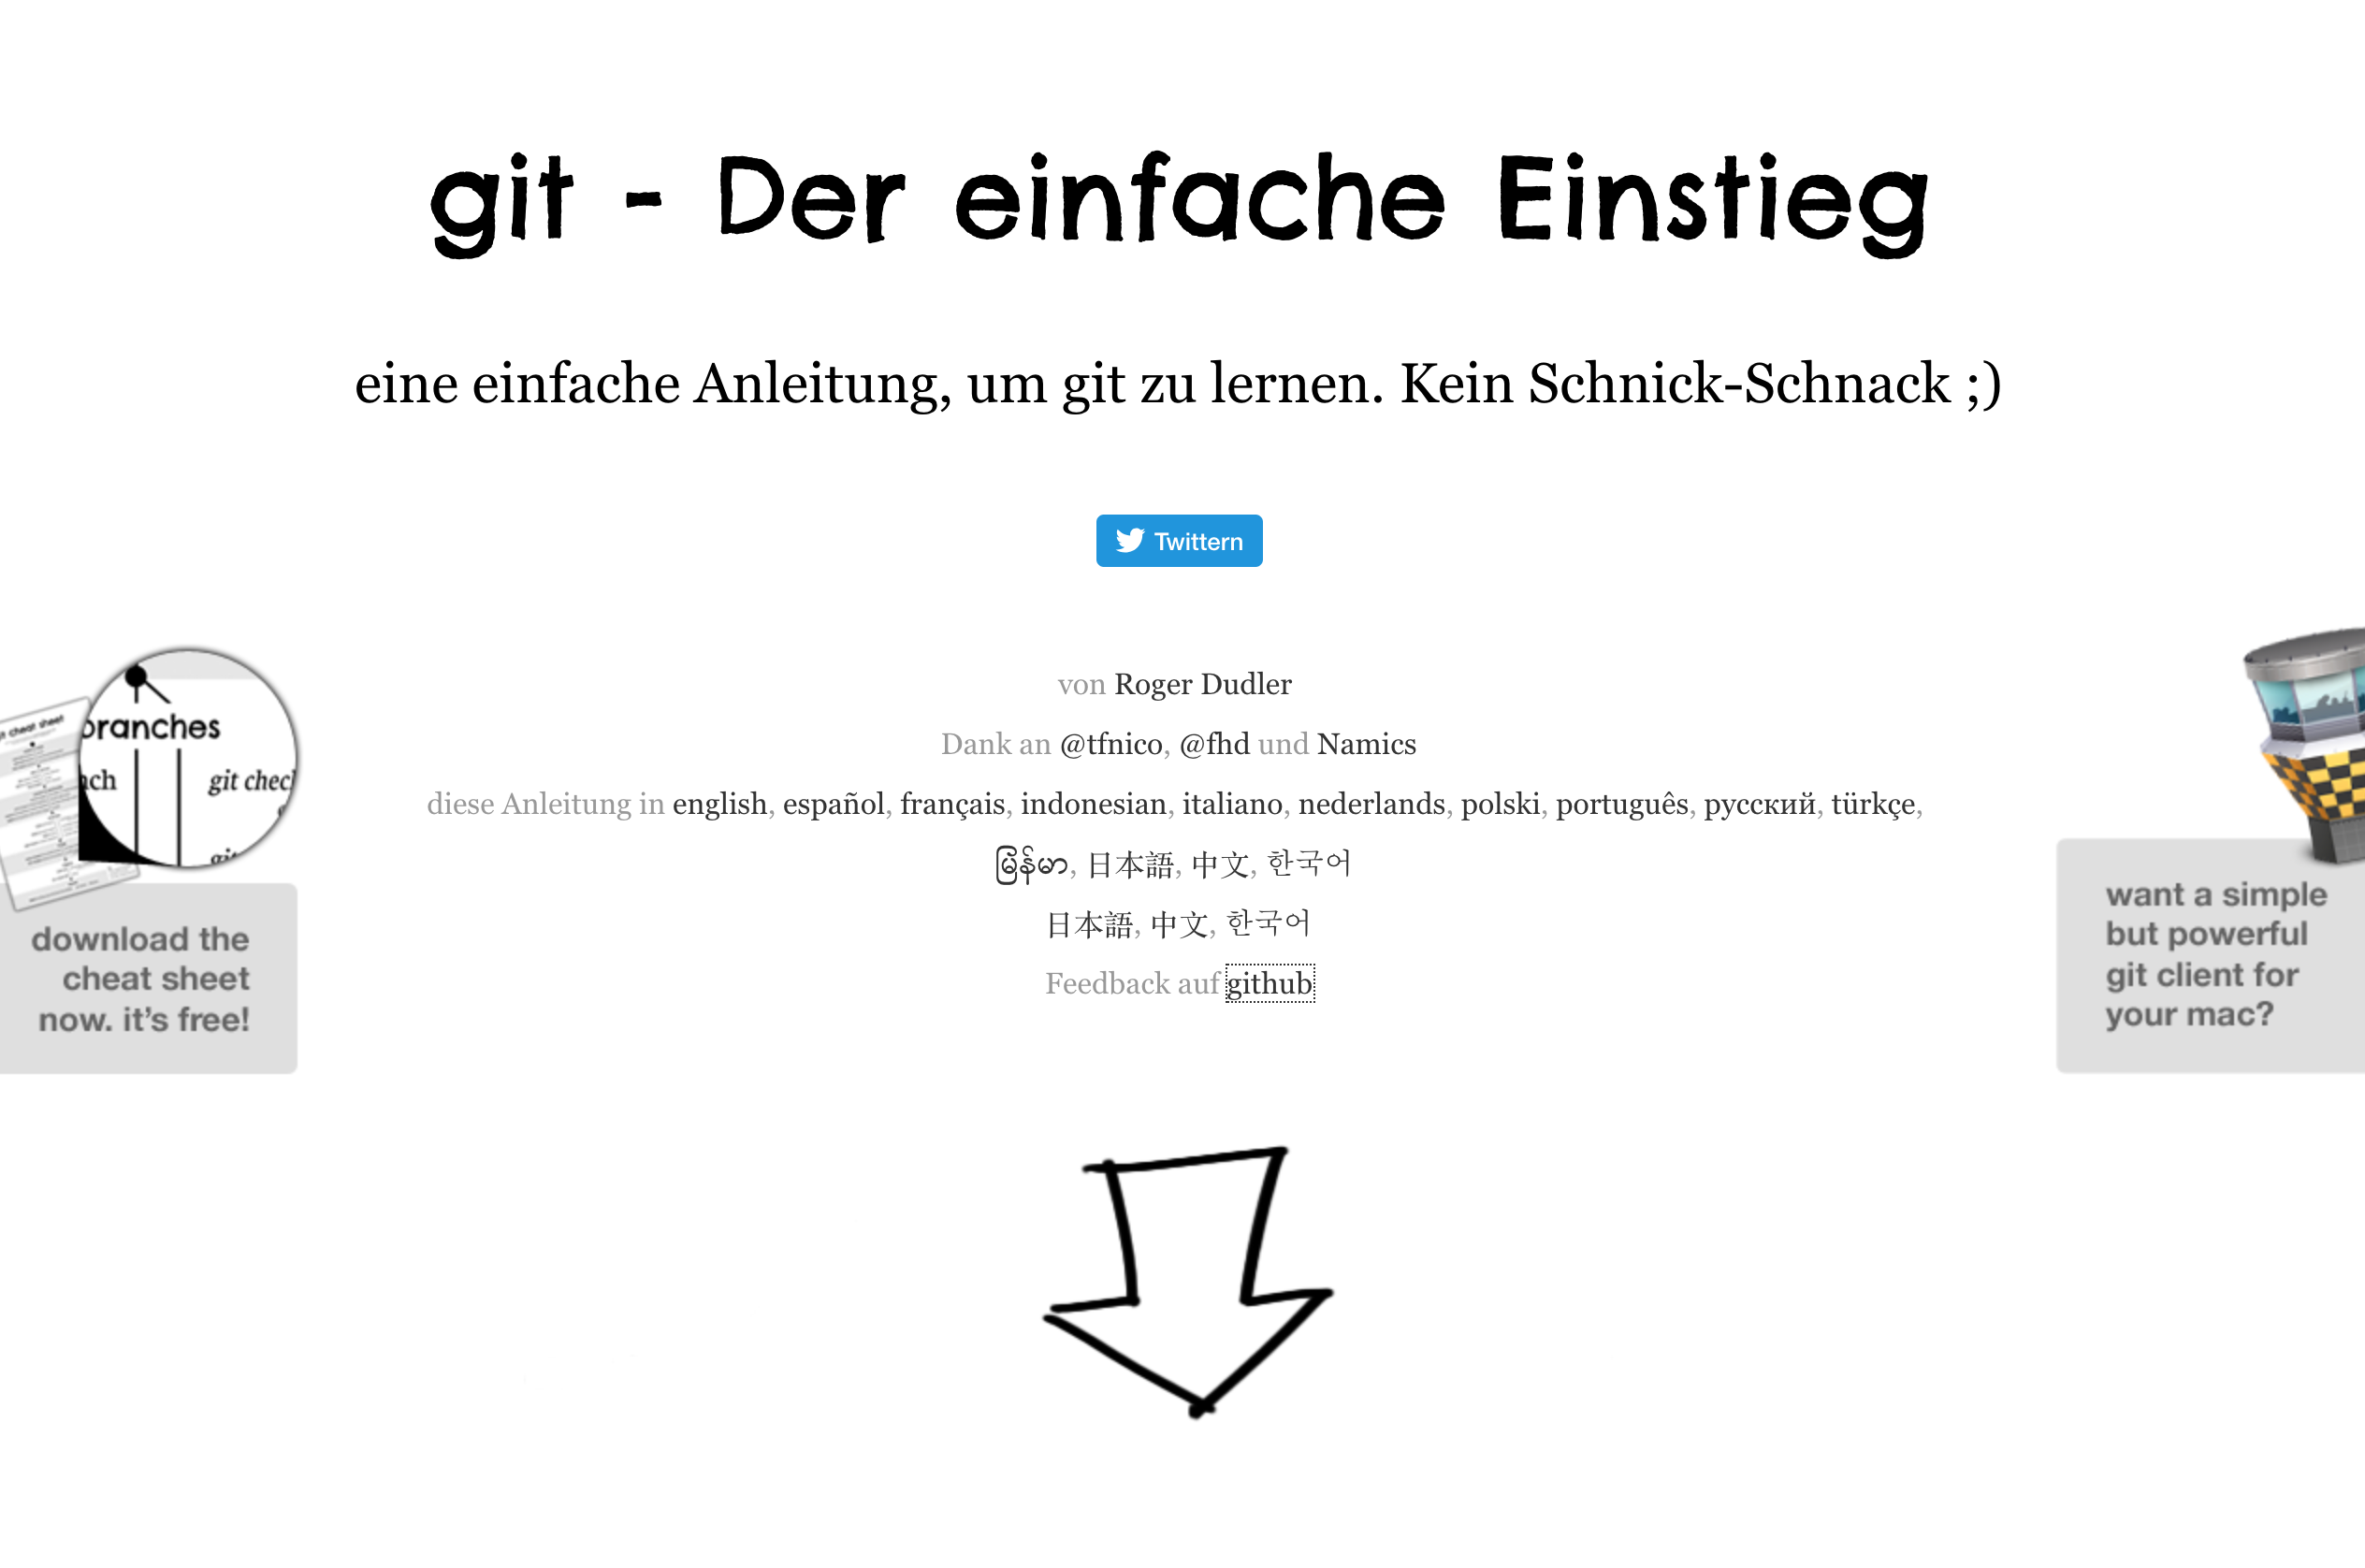 git - Der einfache Einstieg
eine einfache Anleitung, um git zu lernen. Kein Schnick-Schnack ;)
Twittern
von Roger Dudler
Dank an @tfnico, @fhd und Namics
diese Anleitung in english, español, français, indonesian, italiano, nederlands, polski, português, русский, türkçe,
မြန်မာ, 日本語, 中文, 한국어
日本語, 中文, 한국어
Feedback auf github
cheat sheet
branches
git chec
download the
cheat sheet
now. it's free!
want a simple
but powerful
git client for
your mac?